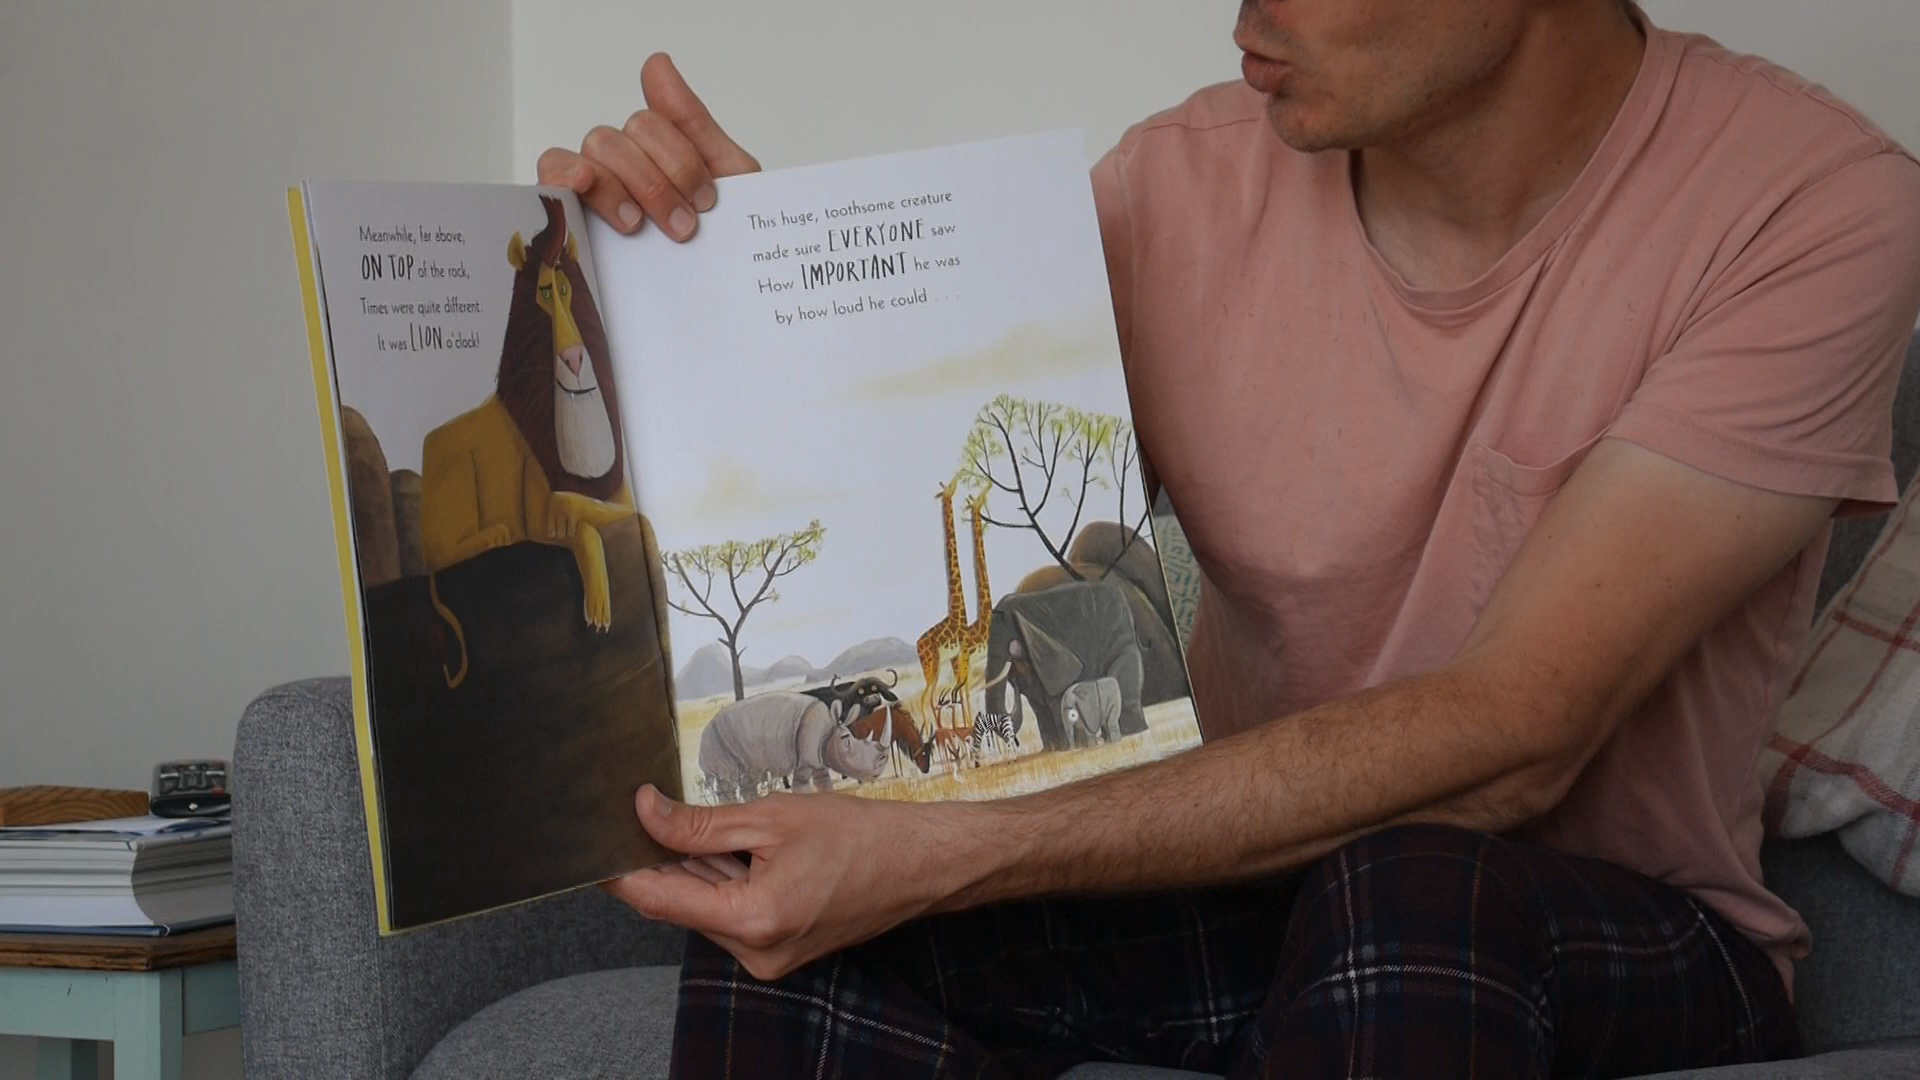 Meanwhile, far above,
ON TOP of the rock,
Times were quite different.
It was LION o'clock!
This huge, toothsome creature
made sure EVERYONE saw
How IMPORTANT he was
by how loud he could . . .